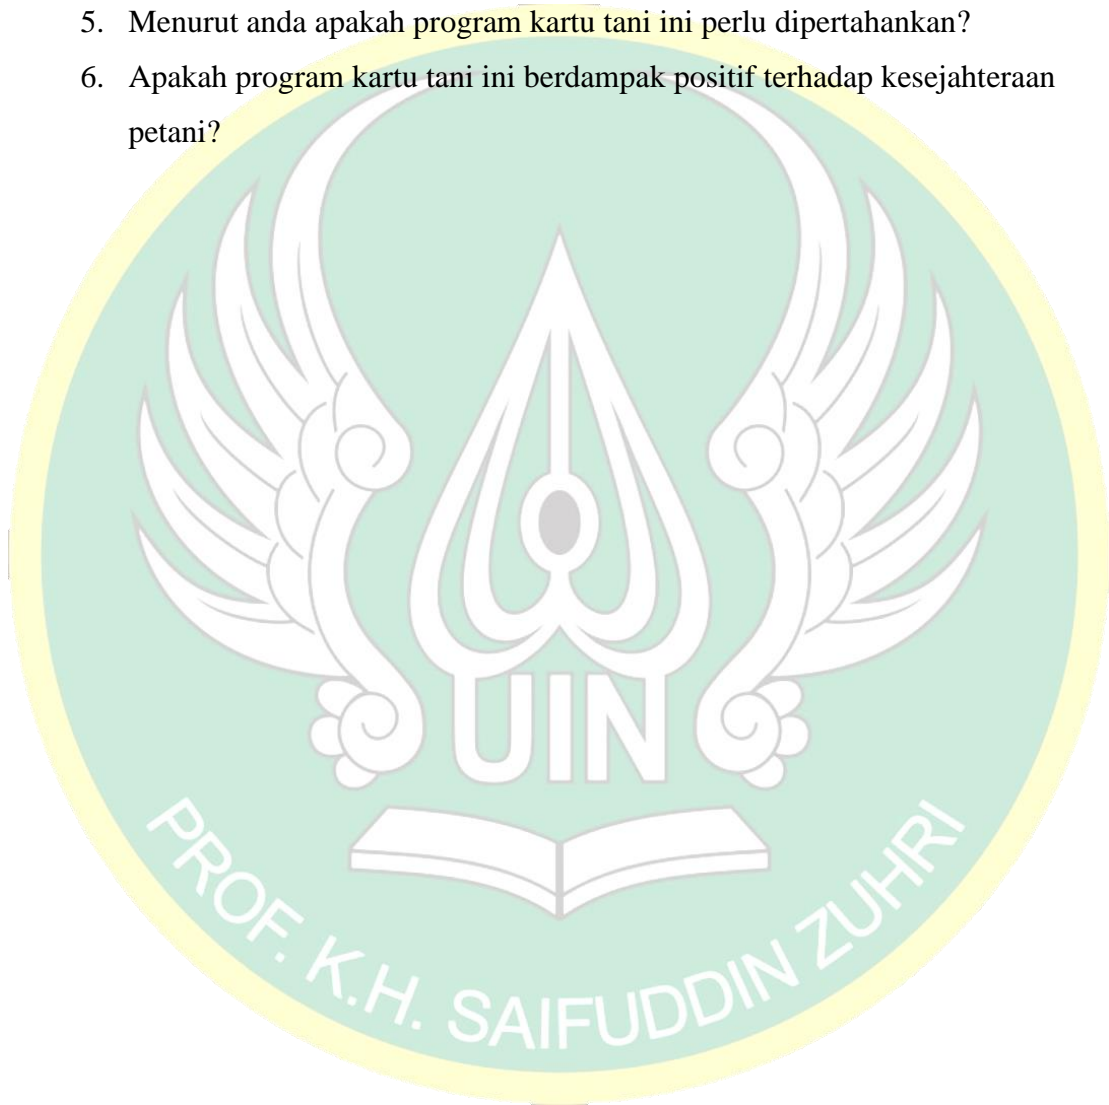 5. Menurut anda apakah program kartu tani ini perlu dipertahankan?
6. Apakah program kartu tani ini berdampak positif terhadap kesejahteraan
petani?
UIN
PROF. K.H. SAIFUDDIN ZUHRI